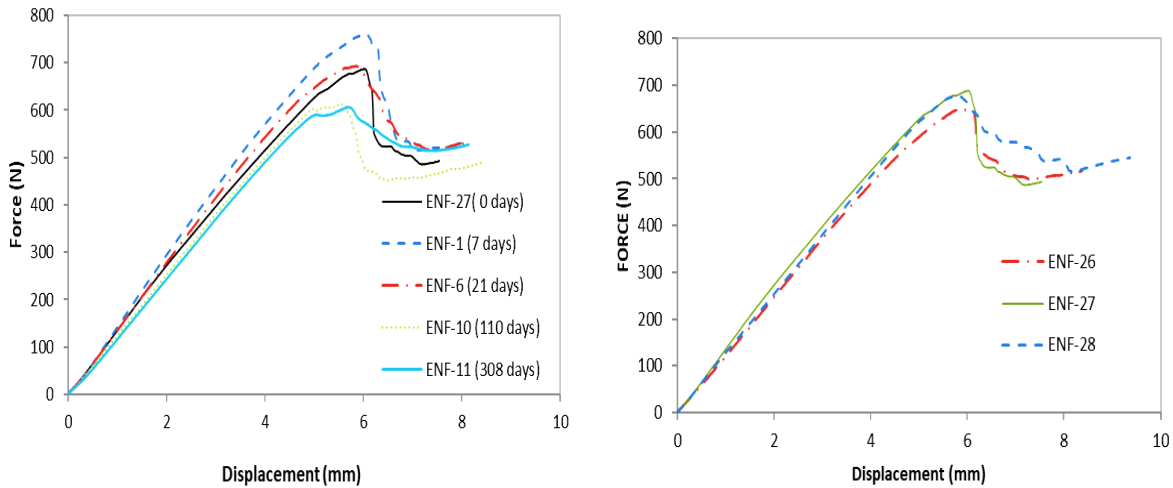 800
700
600
500
400
300
200
100
0
Force (N)
0 2 4 6 8 10
Displacement (mm)
ENF-27( 0 days)
ENF-1 (7 days)
ENF-6 (21 days)
ENF-10 (110 days)
ENF-11 (308 days)
800
700
600
500
400
300
200
100
0
FORCE (N)
0 2 4 6 8 10
Displacement (mm)
ENF-26
ENF-27
ENF-28